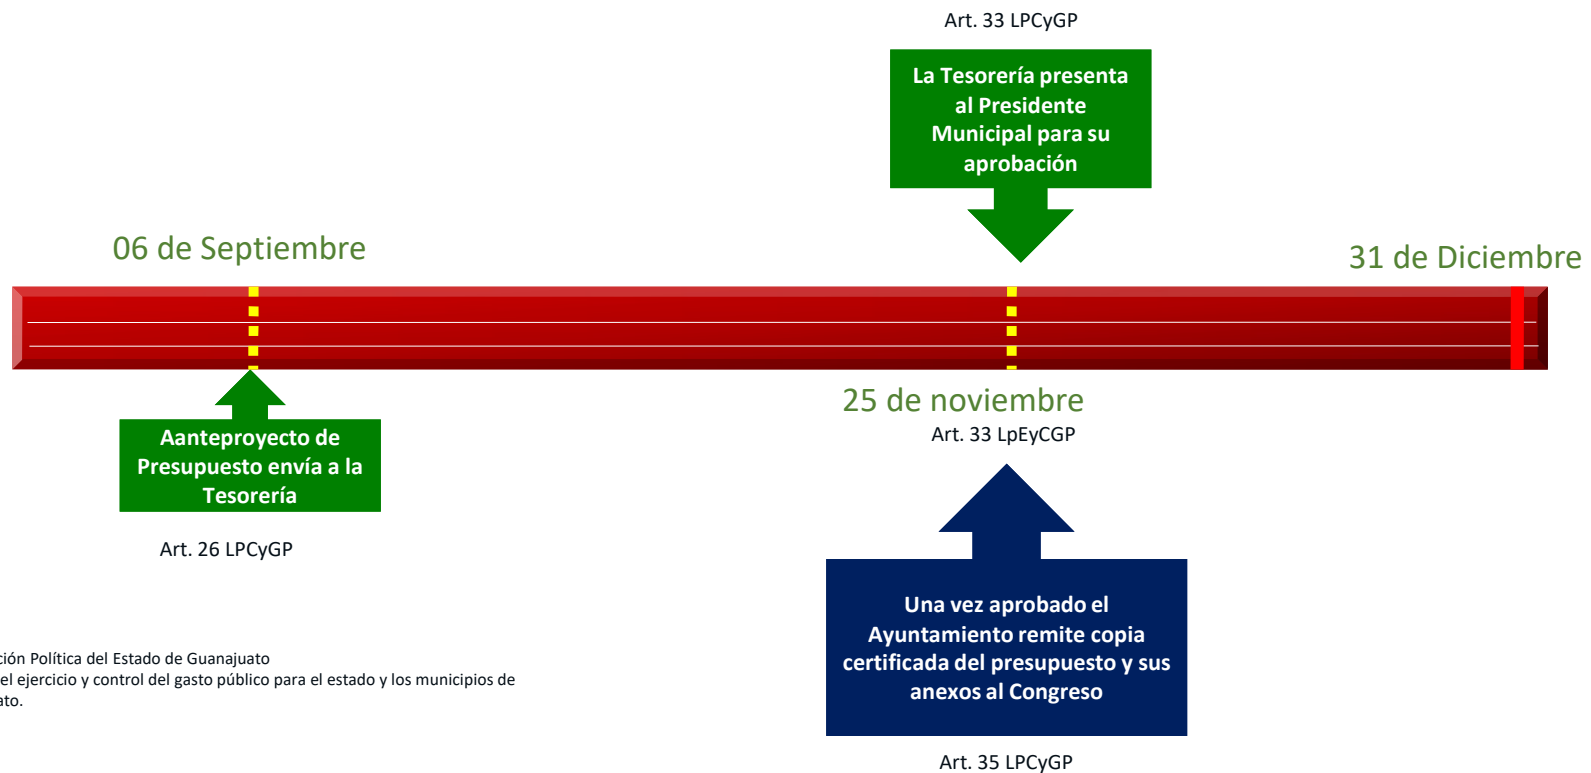 Art. 33 LPCyGP
La Tesorería presenta
al Presidente
Municipal para su
aprobación
06 de Septiembre
31 de Diciembre
25 de noviembre
Art. 33 LpEyCGP
Aanteproyecto de
Presupuesto envía a la
Tesorería
Art. 26 LPCyGP
Una vez aprobado el
Ayuntamiento remite copia
certificada del presupuesto y sus
anexos al Congreso
Art. 35 LPCyGP
ción Política del Estado de Guanajuato
el ejercicio y control del gasto público para el estado y los municipios de
ato.